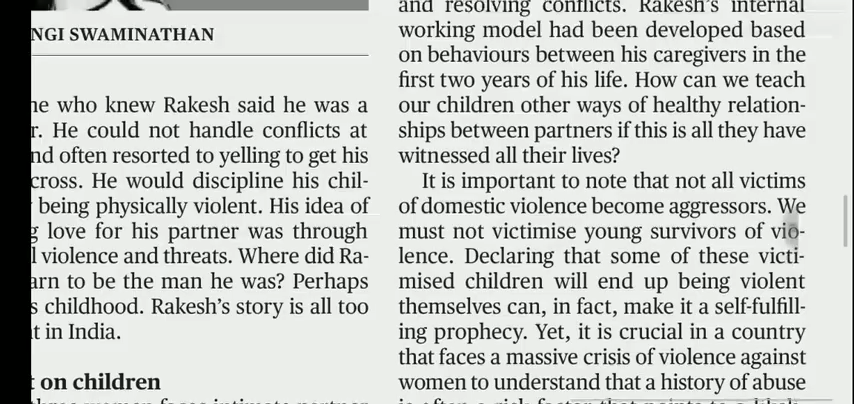 NGI SWAMINATHAN
who knew Rakesh said he was a
He could not handle conflicts at
often resorted to yelling to get his
He would discipline his chil-
being physically violent. His idea of
love for his partner was through
violence and threats. Where did Ra-
to be the man he was? Perhaps
childhood. Rakesh’s story is all too
in India.
on children
and resolving conflicts. Rakesh’s internal
working model had been developed based
on behaviours between his caregivers in the
first two years of his life. How can we teach
our children other ways of healthy relation-
ships between partners if this is all they have
witnessed all their lives?
It is important to note that not all victims
of domestic violence become aggressors. We
must not victimise young survivors of vio-
lence. Declaring that some of these victi-
mised children will end up being violent
themselves can, in fact, make it a self-fulfill-
ing prophecy. Yet, it is crucial in a country
that faces a massive crisis of violence against
women to understand that a history of abuse